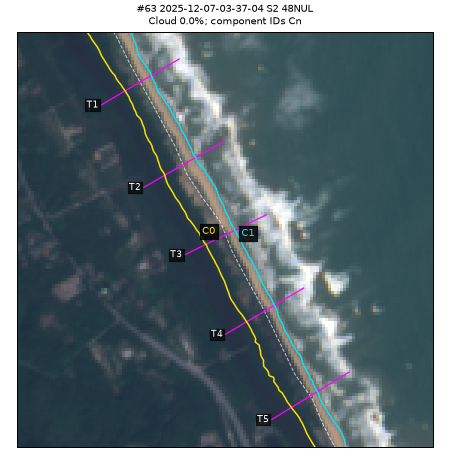 #63 2025-12-07-03-37-04 S2 48NUL
Cloud 0.0%; component IDs Cn
T1
T2
C0
C1
T3
T4
T5